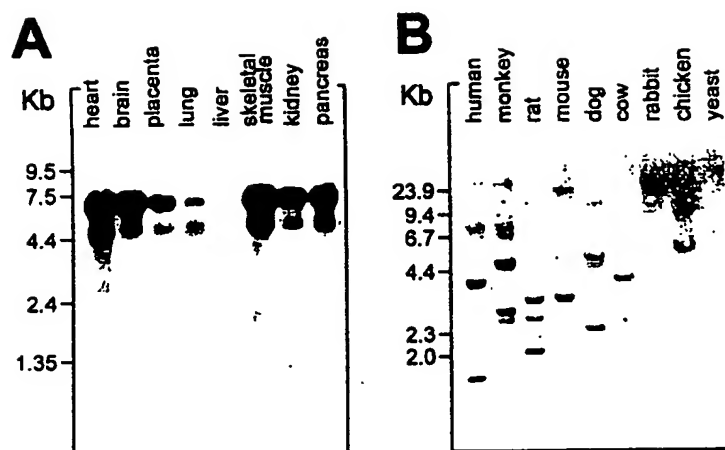 A
Kb
heart
brain
placenta
lung
liver
skeletal
muscle
kidney
pancreas
9.5
7.5
4.4
2.4
1.35
B
Kb
human
monkey
rat
mouse
dog
cow
rabbit
chicken
yeast
23.9
9.4
6.7
4.4
2.3
2.0